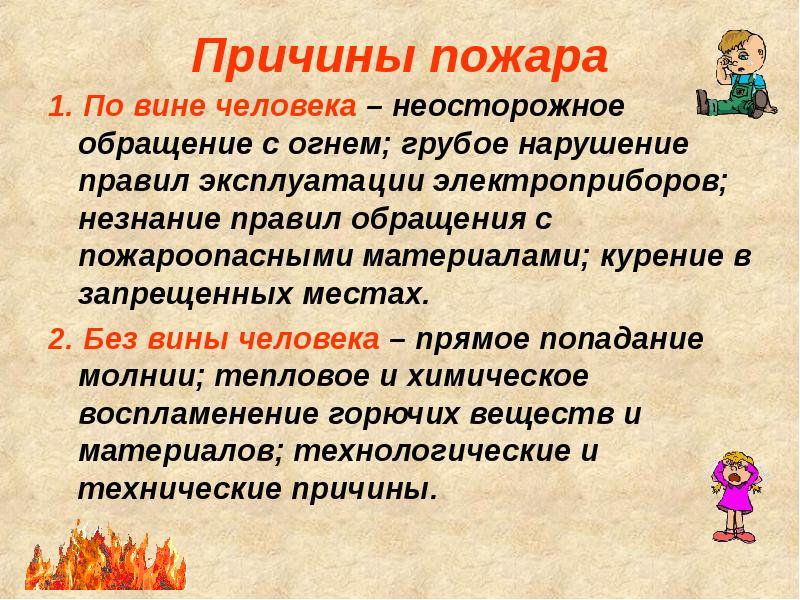 Причины пожара
1. По вине человека – неосторожное
обращение с огнем; грубое нарушение
правил эксплуатации электроприборов;
незнание правил обращения с
пожароопасными материалами; курение в
запрещенных местах.
2. Без вины человека – прямое попадание
молнии; тепловое и химическое
воспламенение горючих веществ и
материалов; технологические и
технические причины.